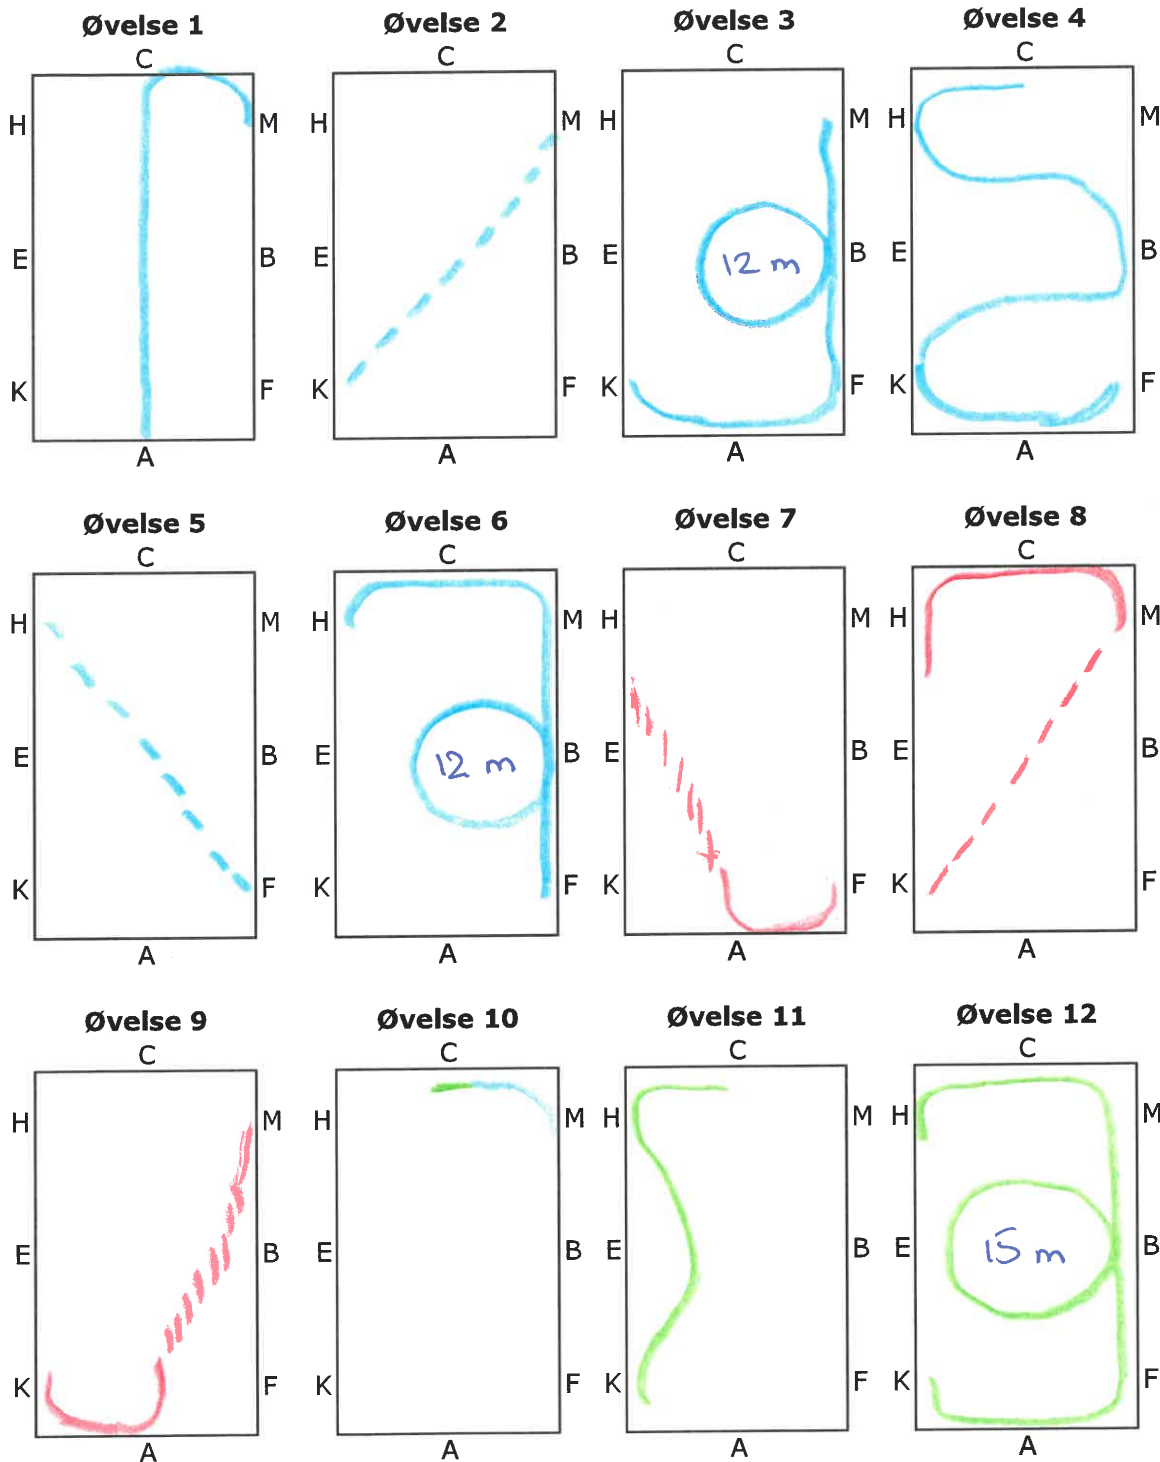 Øvelse 1 Øvelse 2 Øvelse 3 Øvelse 4
C C C C
H M H M H M H M
E B E B E B E B
12 m
K F K F K F K F
A A A A
Øvelse 5 Øvelse 6 Øvelse 7 Øvelse 8
C C C C
H M H M H M H M
E B E B E B E B
12 m
K F K F K F K F
A A A A
Øvelse 9 Øvelse 10 Øvelse 11 Øvelse 12
C C C C
H M H M H M H M
E B E B E B E B
15 m
K F K F K F K F
A A A A